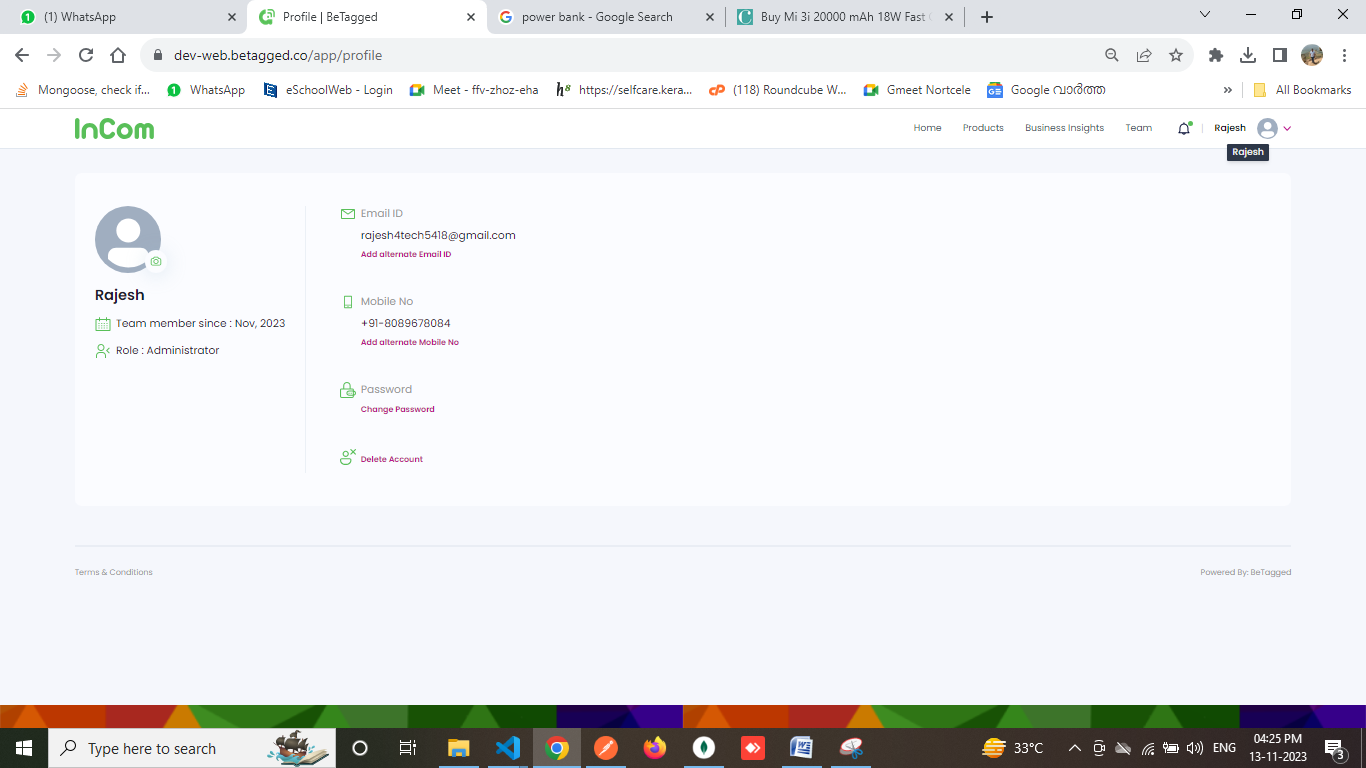 (1) WhatsApp
Profile | BeTagged
power bank - Google Search
Buy Mi 3i 20000 mAh 18W Fast
dev-web.betagged.co/app/profile
Mongoose, check if...
WhatsApp
eSchoolWeb - Login
Meet - ffv-zhoz-eha
https://selfcare.kera...
(118) Roundcube W...
Gmeet Nortcele
Google വാർത്ത
»
All Bookmarks
InCom
Home
Products
Business Insights
Team
Rajesh
Rajesh
Rajesh
Team member since : Nov, 2023
Role : Administrator
Email ID
rajesh4tech5418@gmail.com
Add alternate Email ID
Mobile No
+91-8089678084
Add alternate Mobile No
Password
Change Password
Delete Account
Terms & Conditions
Powered By: BeTagged
Type here to search
33°C
ENG
04:25 PM
13-11-2023
3